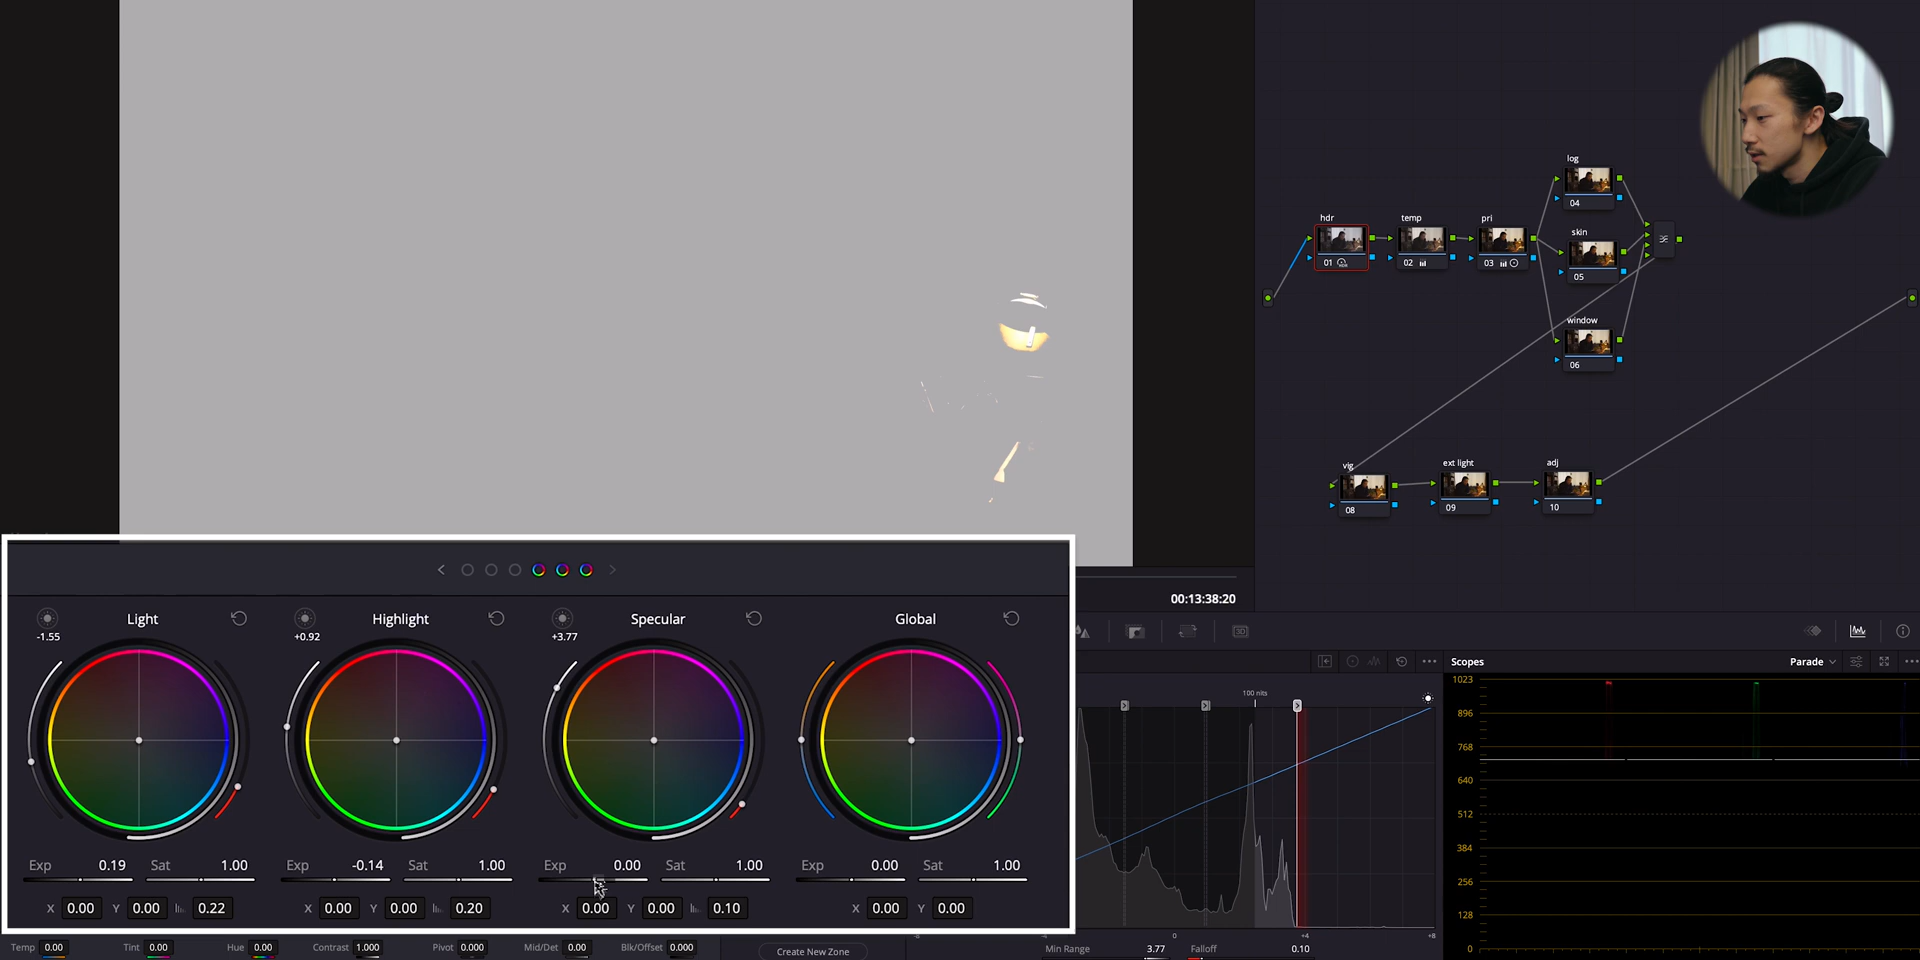 log
04
hdr
temp
pri
01
02
03
skin
05
window
06
vig
ext light
adj
08
09
10
00:13:38:20
Light
Highlight
Specular
Global
-1.55
+0.92
+3.77
Exp 0.19 Sat 1.00
Exp -0.14 Sat 1.00
Exp 0.00 Sat 1.00
Exp 0.00 Sat 1.00
X 0.00 Y 0.00 0.22
X 0.00 Y 0.00 0.20
X 0.00 Y 0.00 0.10
X 0.00 Y 0.00
Temp 0.00 Tint 0.00 Hue 0.00 Contrast 1.000 Pivot 0.000 Mid/Det 0.00 Blk/Offset 0.000
Create New Zone
3D
100 nits
0
+4
+8
Min Range 3.77 Falloff 0.10
Scopes
Parade
1023
896
768
640
512
384
256
128
0